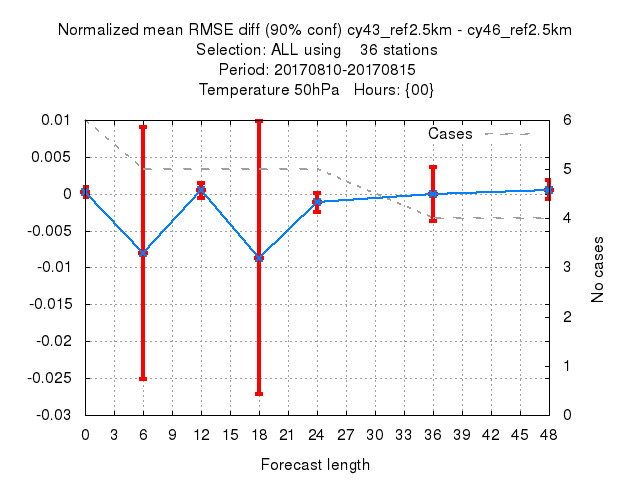 Normalized mean RMSE diff (90% conf) cy43_ref2.5km - cy46_ref2.5km
Selection: ALL using    36 stations
Period: 20170810-20170815
Temperature 50hPa   Hours: {00}
Cases
0.01
0.005
0
-0.005
-0.01
-0.015
-0.02
-0.025
-0.03
6
5
4
3
2
1
0
No cases
0 3 6 9 12 15 18 21 24 27 30 33 36 39 42 45 48
Forecast length